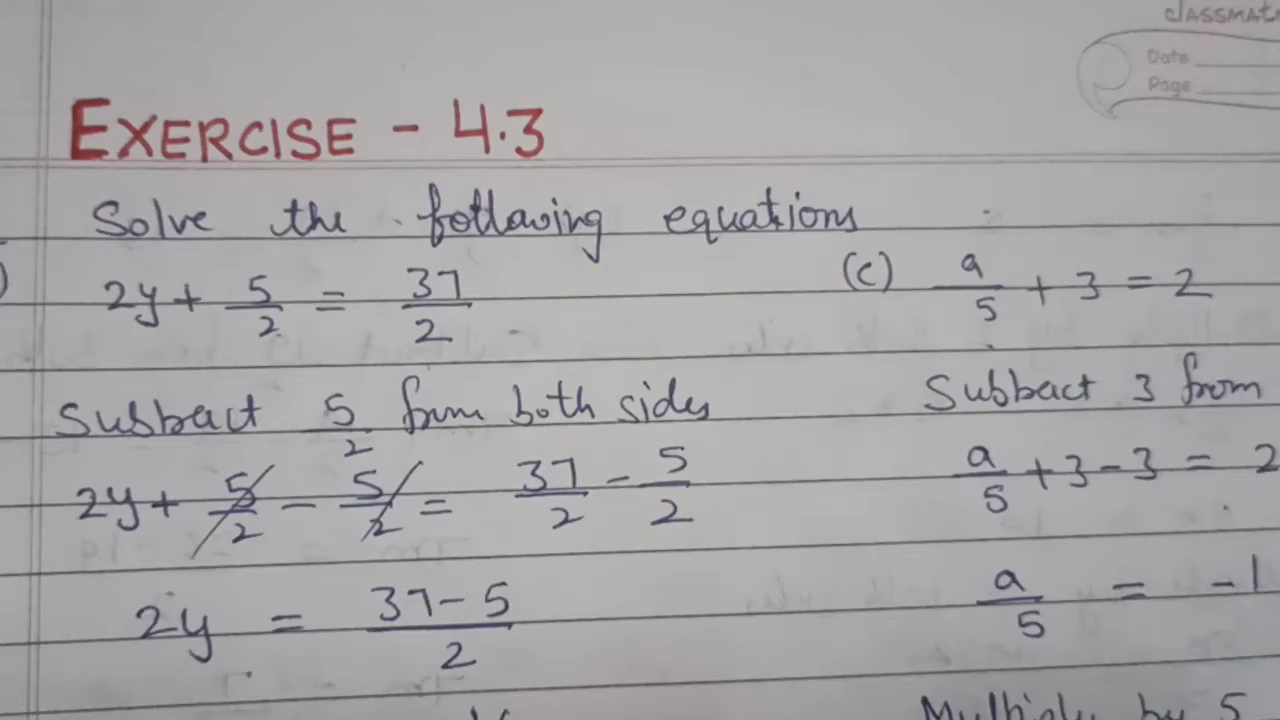 CLASSMAT
Date
Page
EXERCISE - 4.3
Solve the following equations
)
2y + 5/2 = 37/2
Subtract 5/2 from both sides
2y + 5/2 - 5/2 = 37/2 - 5/2
2y = 37-5/2
(c) a/5 + 3 = 2
Subtract 3 from
a/5 + 3 - 3 = 2
a/5 = -1
Multiply by 5